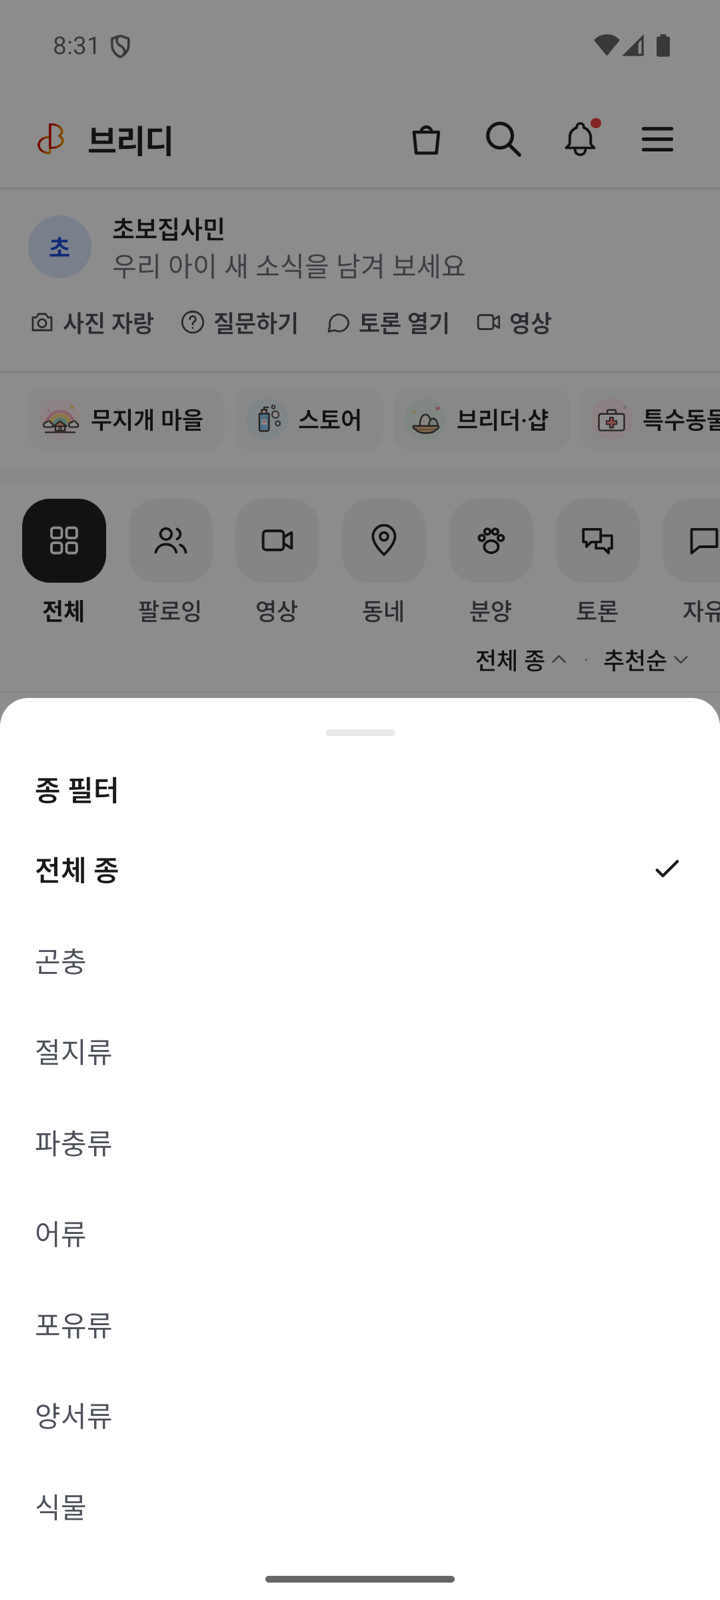 8:31
브리디
초 초보집사민
우리 아이 새 소식을 남겨 보세요
사진 자랑 질문하기 토론 열기 영상
무지개 마을 스토어 브리더·샵 특수동물
전체 팔로잉 영상 동네 분양 토론 자유
전체 종 · 추천순
종 필터
전체 종
곤충
절지류
파충류
어류
포유류
양서류
식물